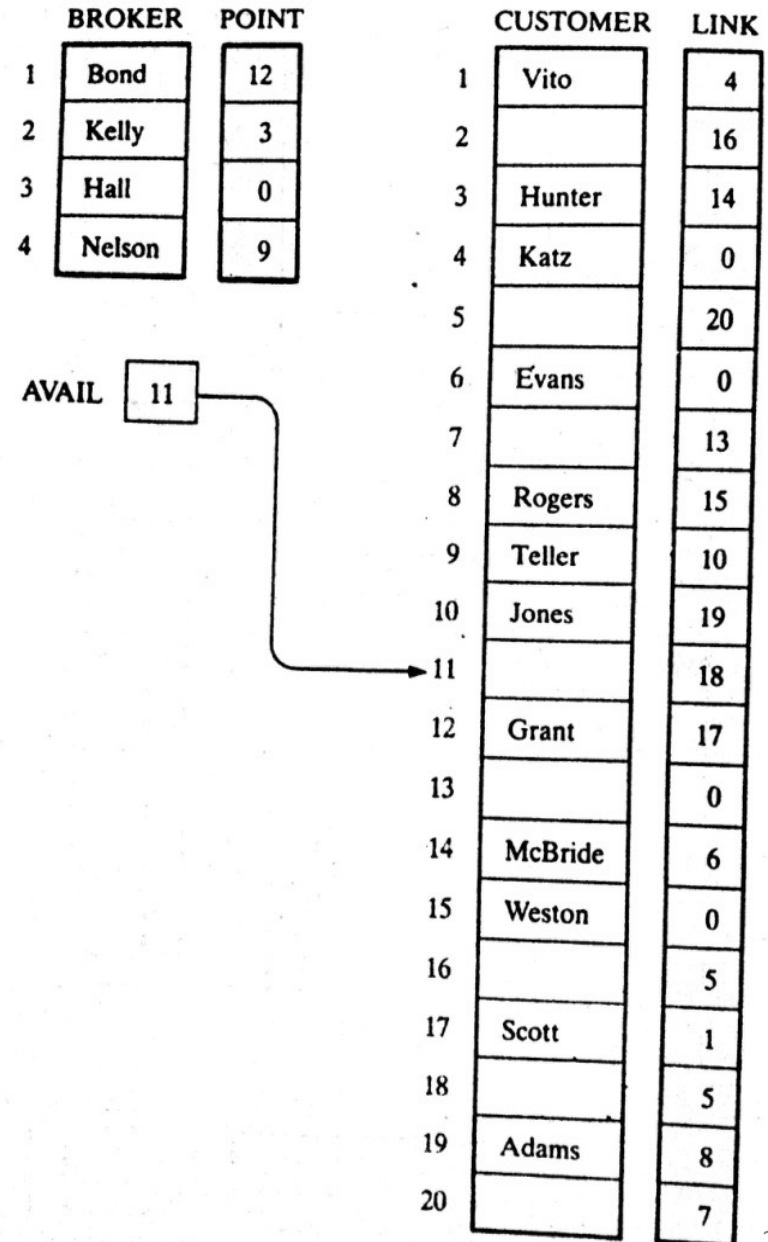 BROKER POINT
1 Bond 12
2 Kelly 3
3 Hall 0
4 Nelson 9
AVAIL 11
CUSTOMER LINK
1 Vito 4
2 16
3 Hunter 14
4 Katz 0
5 20
6 Evans 0
7 13
8 Rogers 15
9 Teller 10
10 Jones 19
11 18
12 Grant 17
13 0
14 McBride 6
15 Weston 0
16 5
17 Scott 1
18 5
19 Adams 8
20 7